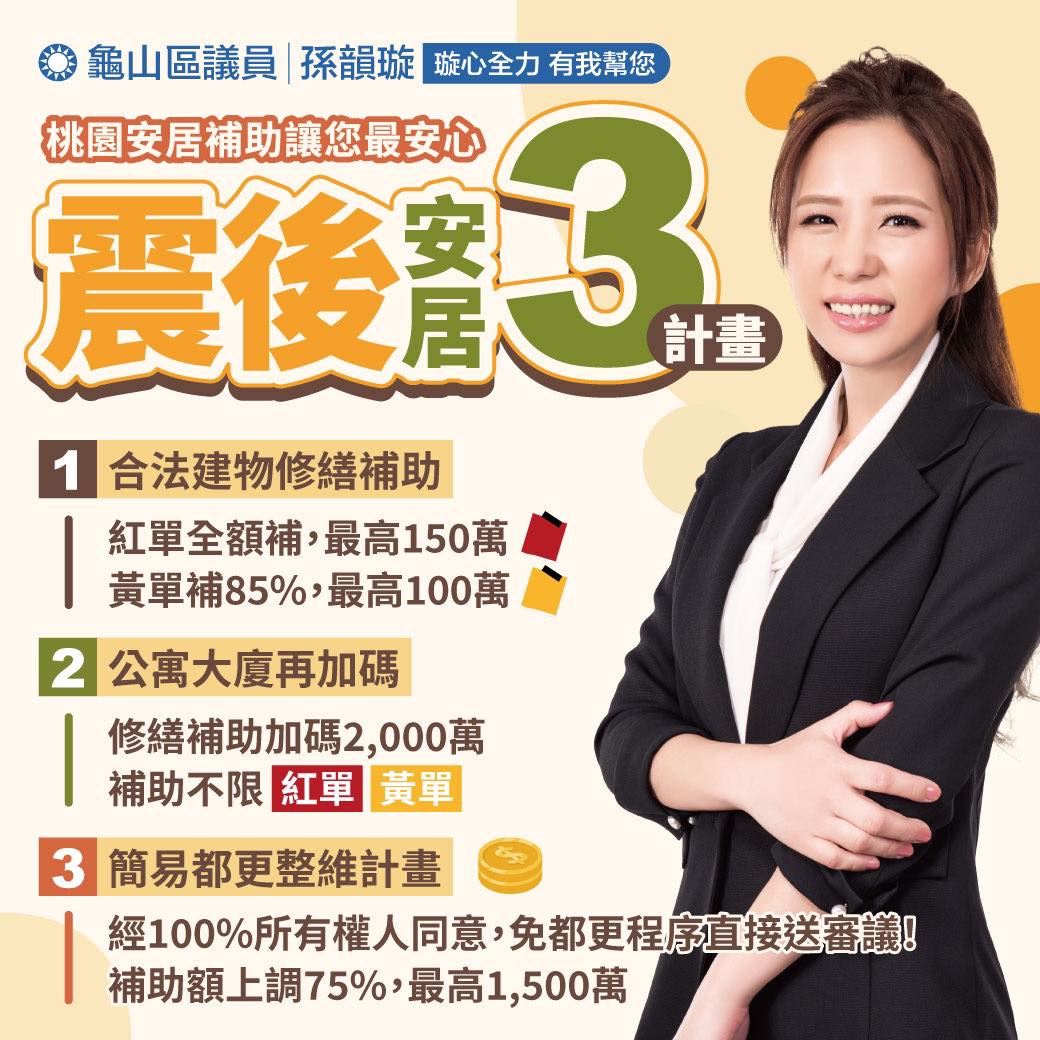 龜山區議員 孫韻璇 璇心全力 有我幫您
桃園安居補助讓您最安心
震後安居3計畫
1 合法建物修繕補助
紅單全額補,最高150萬
黃單補85%,最高100萬
2 公寓大廈再加碼
修繕補助加碼2,000萬
補助不限 紅單 黃單
3 簡易都更整維計畫
經100%所有權人同意,免都更程序直接送審議!
補助額上調75%,最高1,500萬